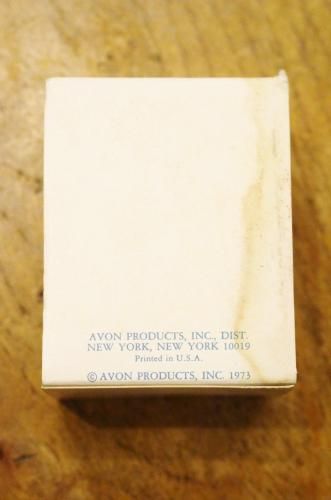 AVON PRODUCTS, INC., DIST.
NEW YORK, NEW YORK 10019
Printed in U.S.A.
© AVON PRODUCTS, INC. 1973